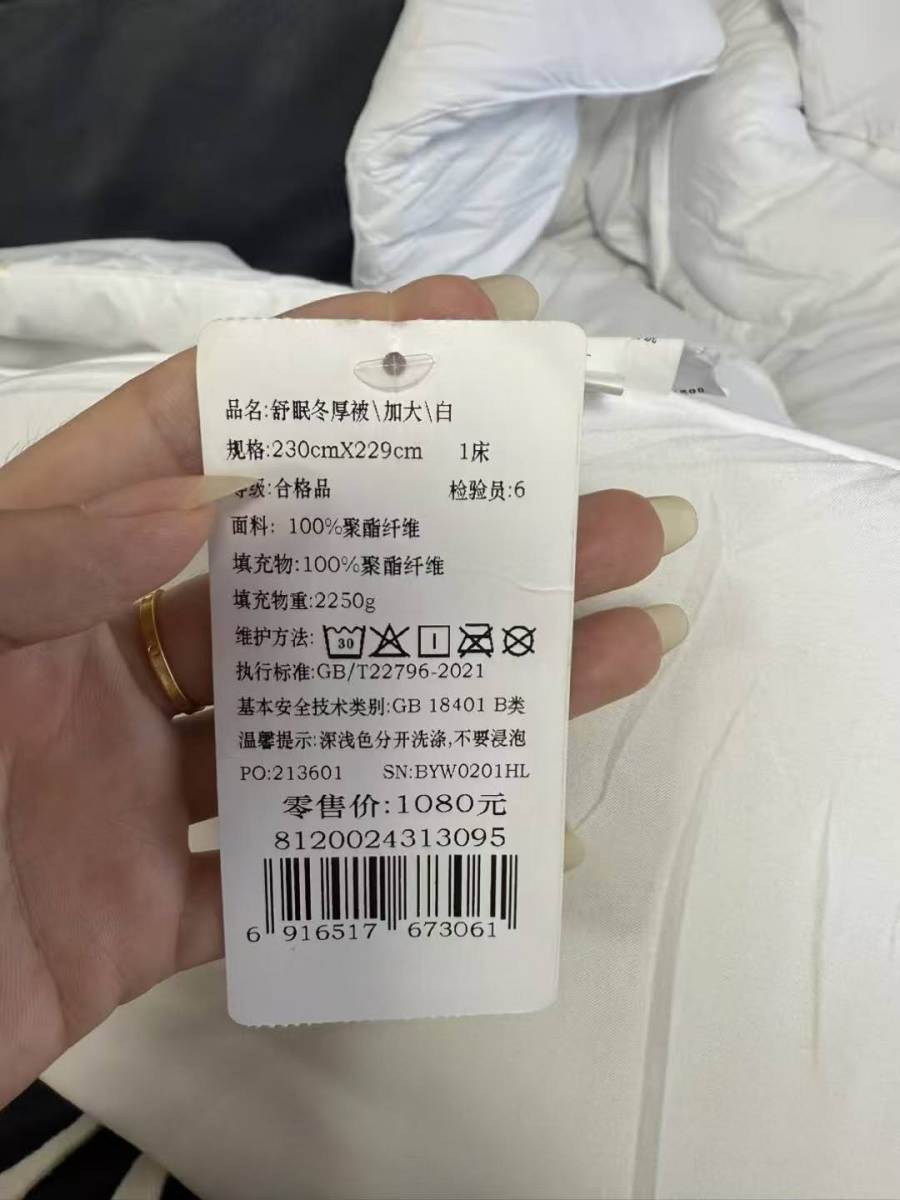 品名:舒眠冬厚被\加大\白
规格:230cmX229cm 1床
级:合格品 检验员:6
面料: 100%聚酯纤维
填充物:100%聚酯纤维
填充物重:2250g
维护方法: 30
执行标准:GB/T22796-2021
基本安全技术类别:GB 18401 B类
温馨提示:深浅色分开洗涤,不要浸泡
PO:213601 SN:BYW0201HL
零售价:1080元
8120024313095
6 916517 673061